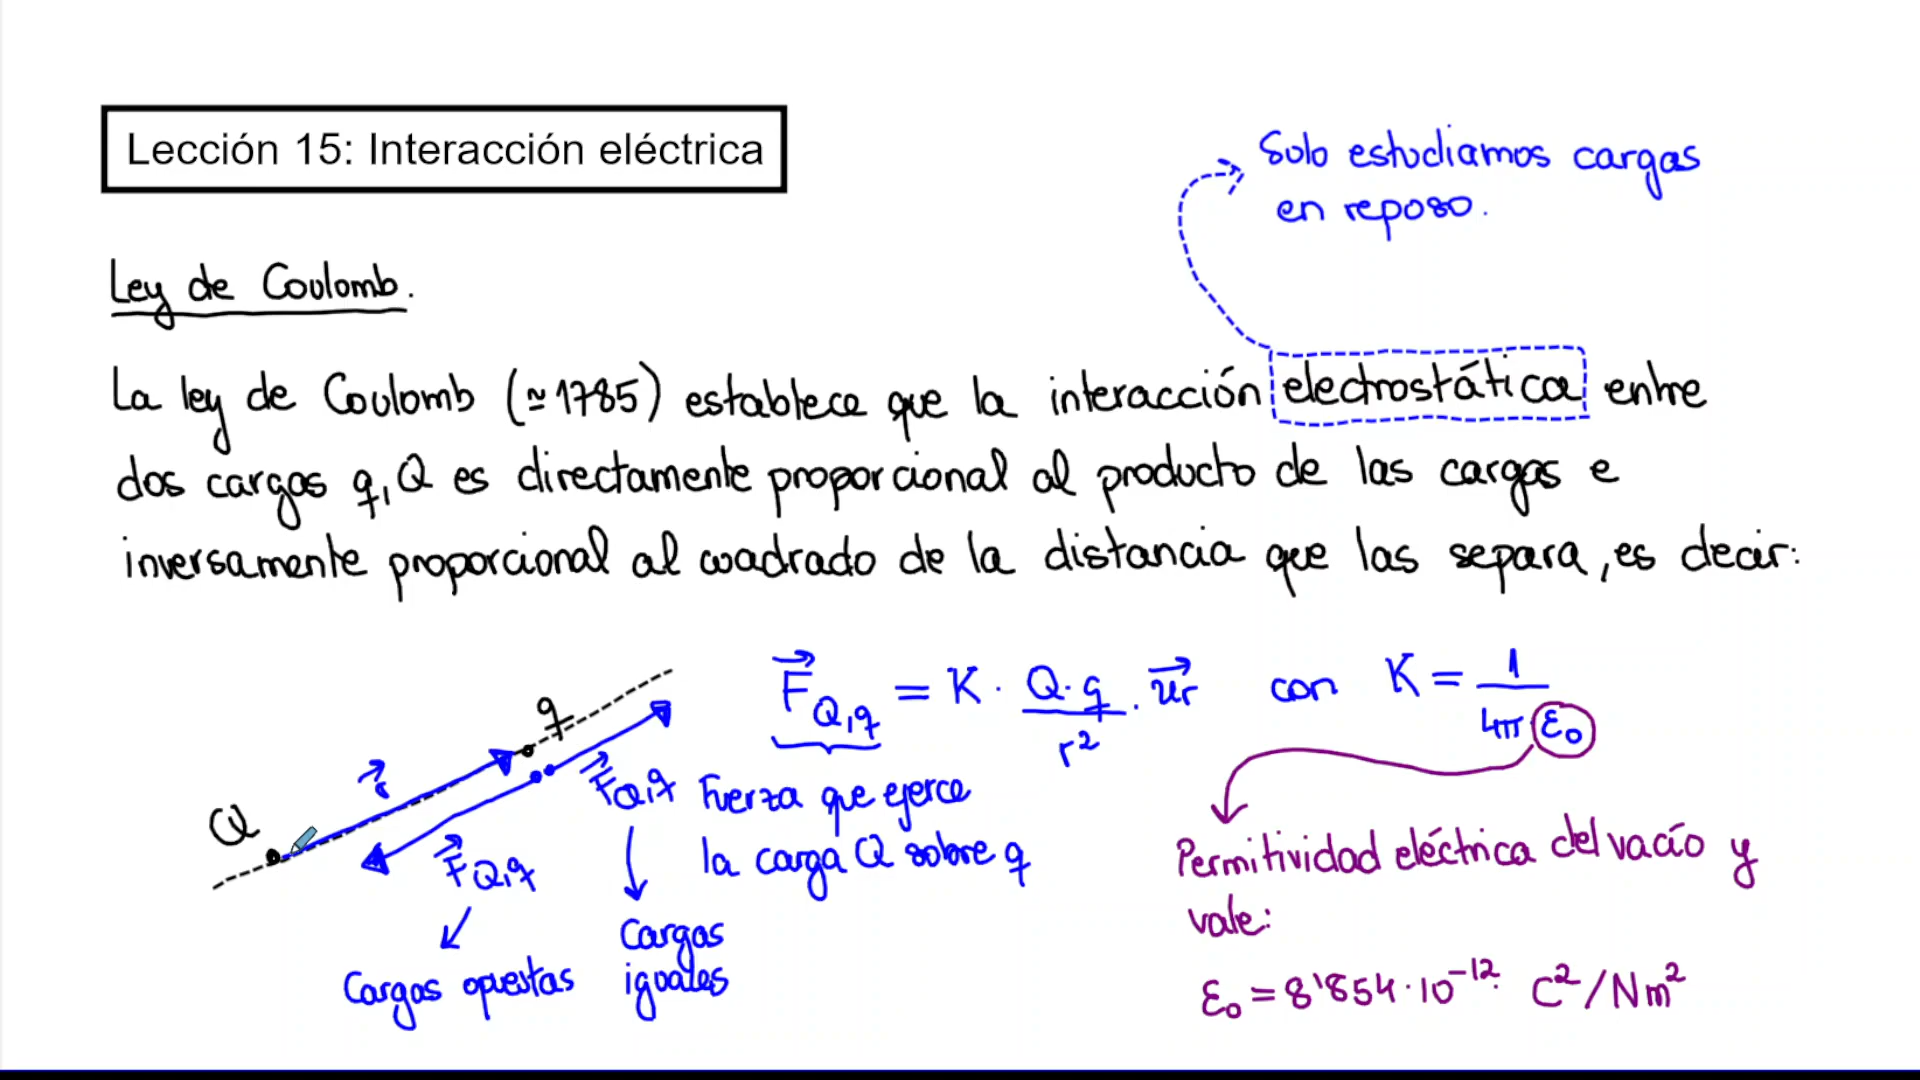 Lección 15: Interacción eléctrica
Solo estudiamos cargas
en reposo.
Ley de Coulomb.
La ley de Coulomb (≃1785) establece que la interacción electrostática entre
dos cargas q, Q es directamente proporcional al producto de las cargas e
inversamente proporcional al cuadrado de la distancia que las separa, es decir:
F⃗_{Q,q} = K · Q·q / r² · u⃗r con K = 1 / 4π ε₀
q
r⃗
Q
F⃗_{Q,q}
F⃗_{Q,q}
Fuerza que ejerce
la carga Q sobre q
Cargas opuestas
Cargas
iguales
Permitividad eléctrica del vacío y
vale:
ε₀ = 8'854·10⁻¹² C²/Nm²